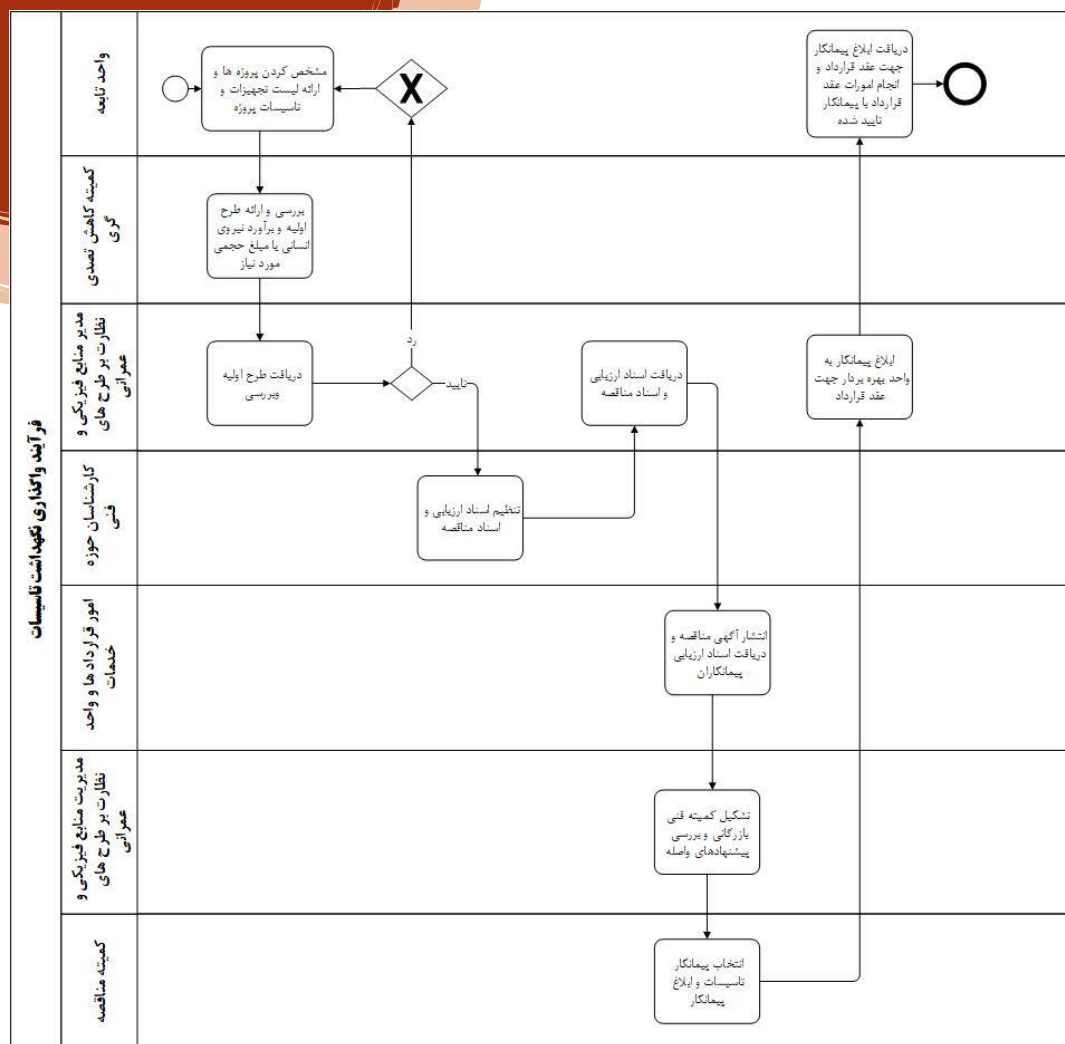 فرآیند واگذاری نگهداشت تاسیسات
واحد تابعه
مشخص کردن پروژه ها و
ارائه لیست تجهیزات و
تاسیسات پروژه
X
دریافت ابلاغ پیمانکار
جهت عقد قرارداد و
انجام امورات عقد
قرارداد با پیمانکار
تایید شده
کمیته کاهش تصدی
گری
بررسی و ارائه طرح
اولیه و برآورد نیروی
انسانی یا مبلغ حجمی
مورد نیاز
مدیر منابع فیزیکی و
نظارت بر طرح های
عمرانی
دریافت طرح اولیه
وبررسی
رد
تایید
دریافت اسناد ارزیابی
و اسناد مناقصه
ابلاغ پیمانکار به
واحد بهره بردار جهت
عقد قرارداد
کارشناسان حوزه
فنی
تنظیم اسناد ارزیابی و
اسناد مناقصه
امور قرارداد ها و واحد
خدمات
انتشار آگهی مناقصه و
دریافت اسناد ارزیابی
پیمانکاران
مدیریت منابع فیزیکی و
نظارت بر طرح های
عمرانی
تشکیل کمیته فنی
بازرگانی و بررسی
پیشنهادهای واصله
کمیته مناقصه
انتخاب پیمانکار
تاسیسات و ابلاغ
پیمانکار